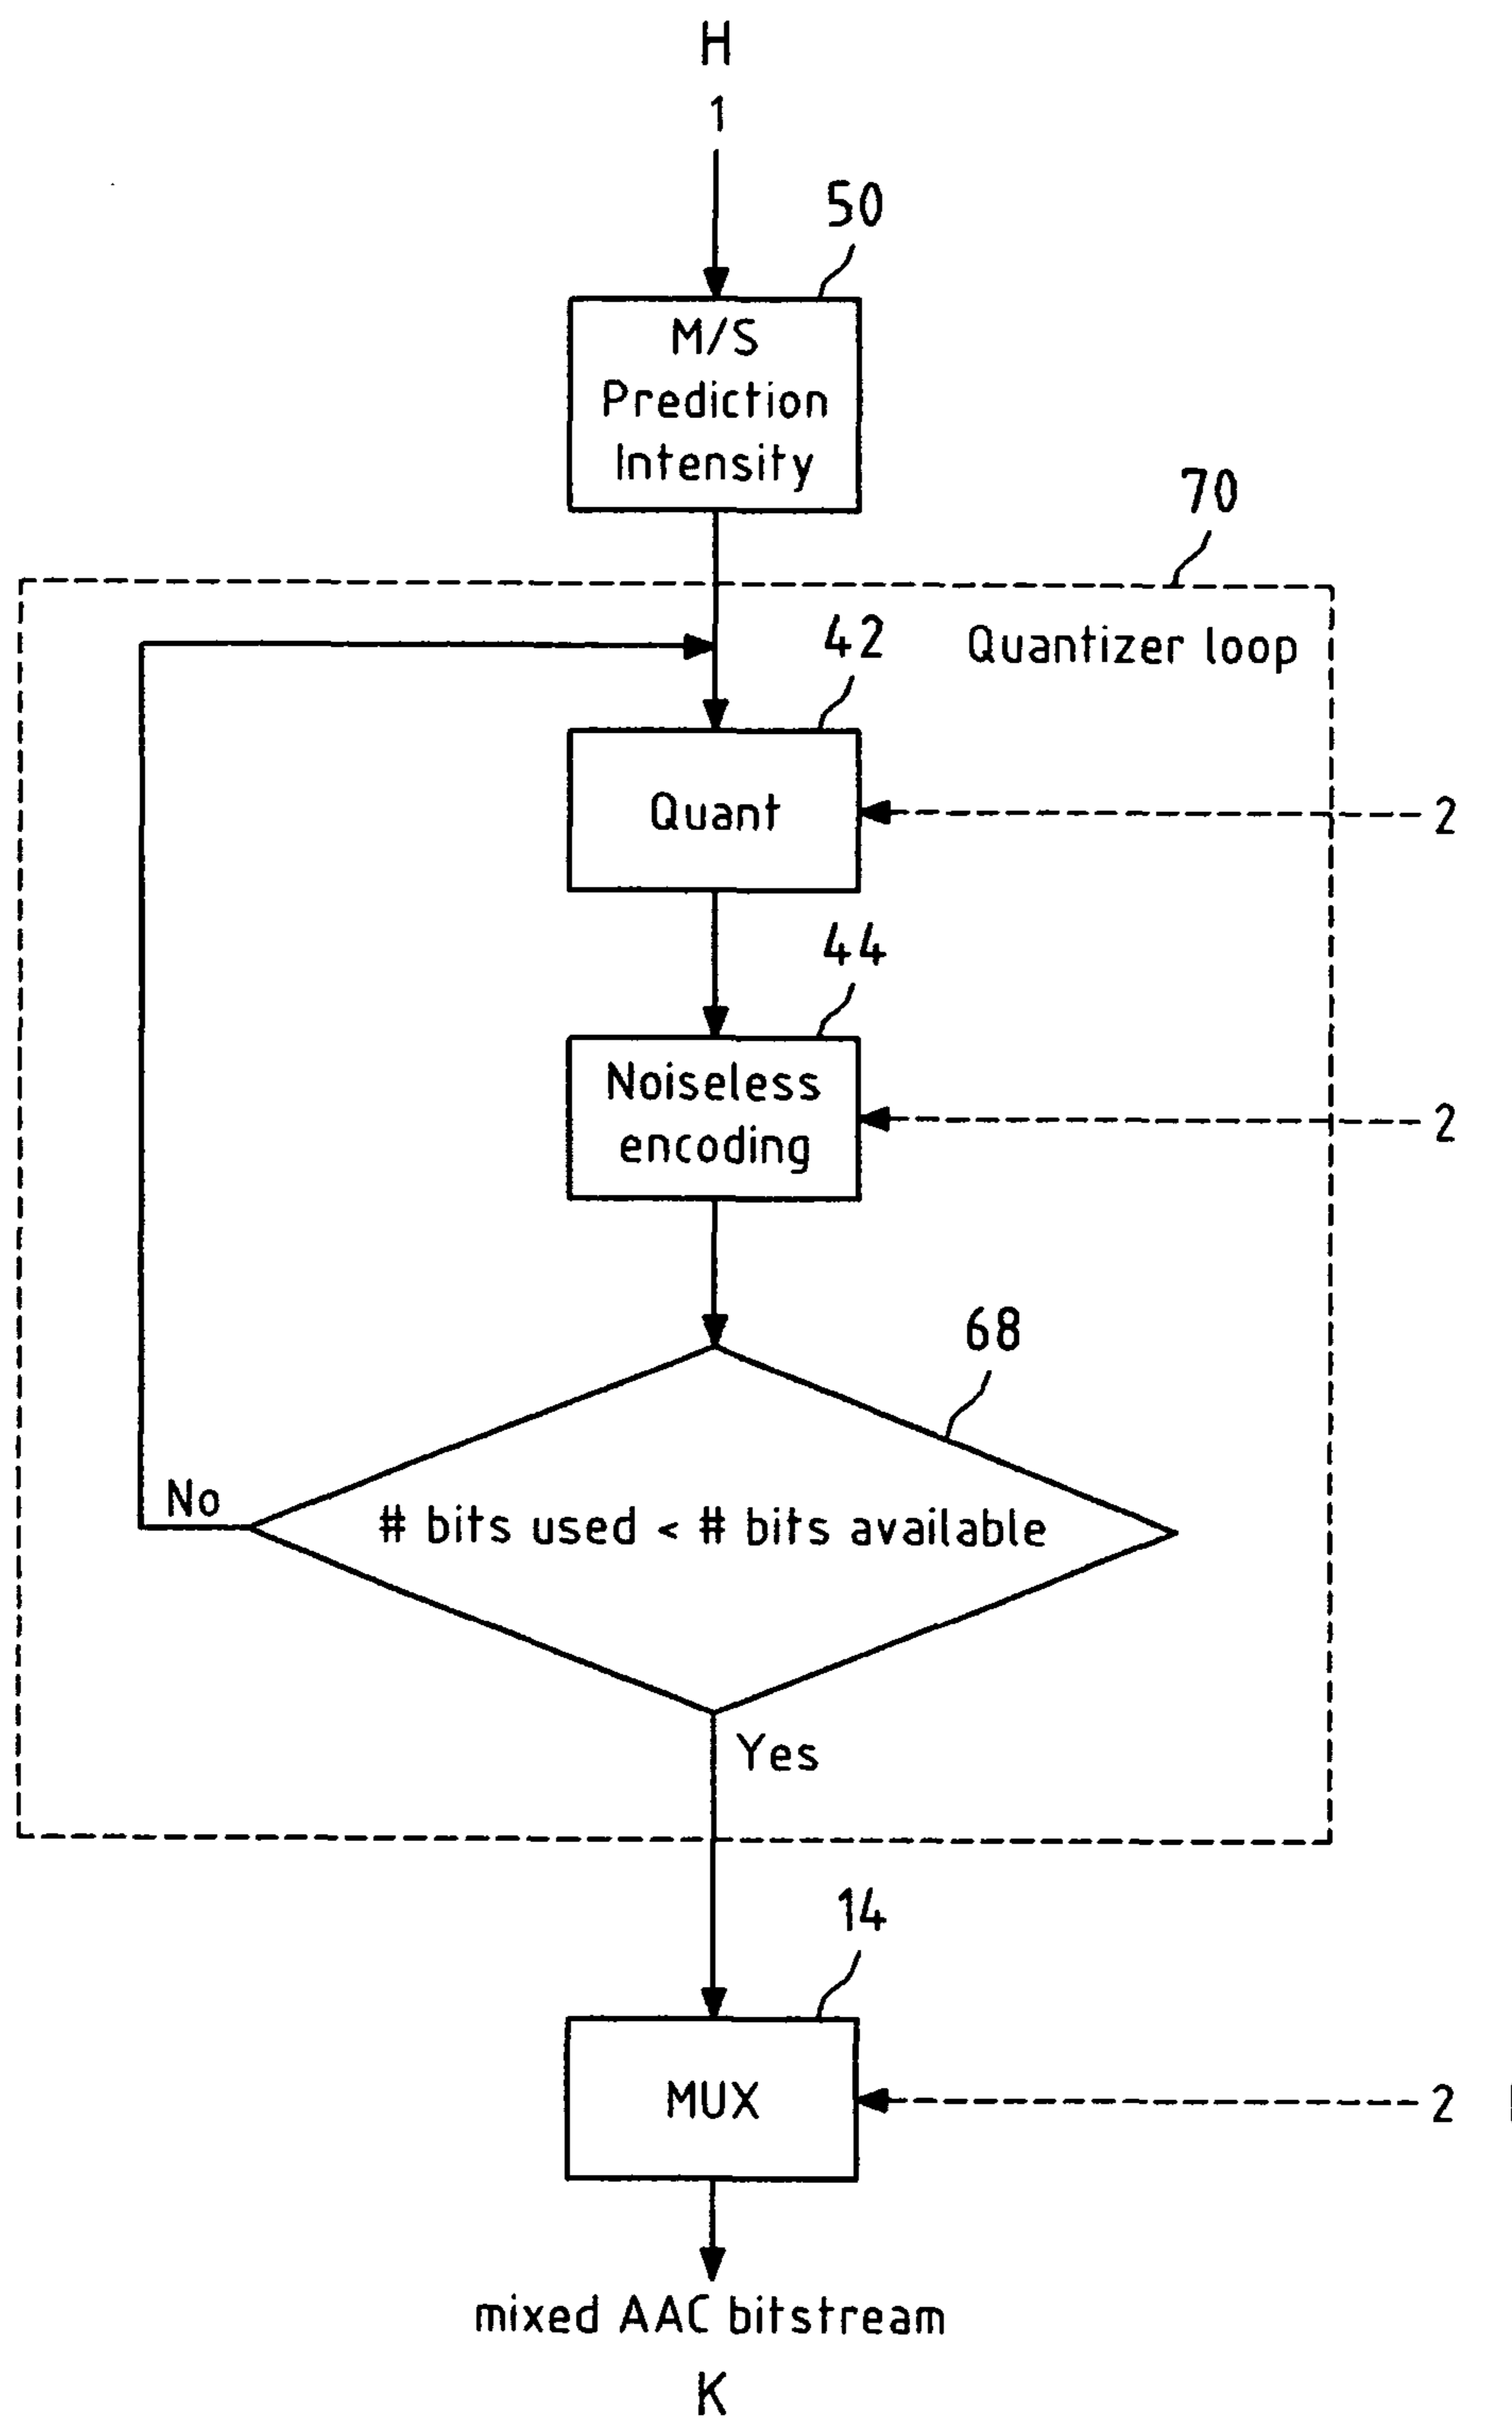 H
1
50
M/S
Prediction
Intensity
70
Quantizer loop
42
Quant
2
44
Noiseless
encoding
2
68
No
# bits used < # bits available
Yes
14
MUX
2
mixed AAC bitstream
K